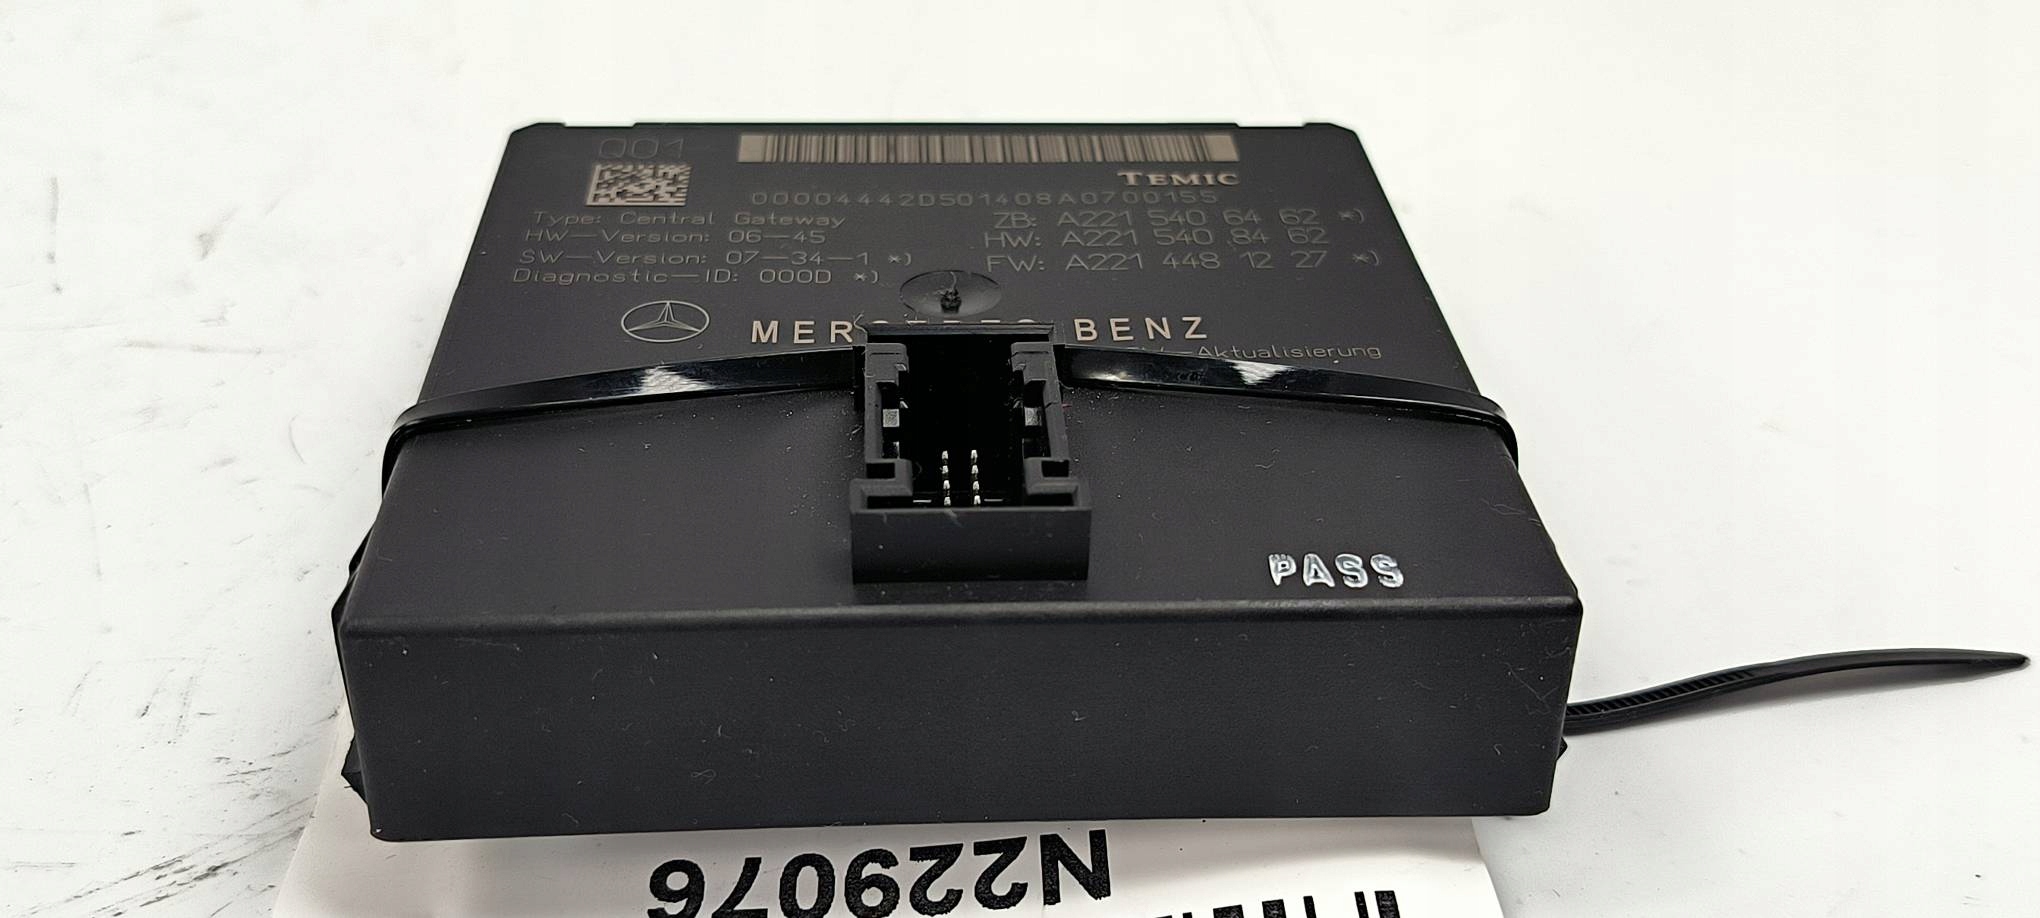 Q01
TEMIC
00004442D501408A0700155
Type: Central Gateway
HW-Version: 06-45
SW-Version: 07-34-1 *)
Diagnostic-ID: 000D *)
ZB: A221 540 64 62 *)
HW: A221 540 84 62
FW: A221 448 12 27 *)
MERCEDES BENZ
-Aktualisierung
PASS
N229076